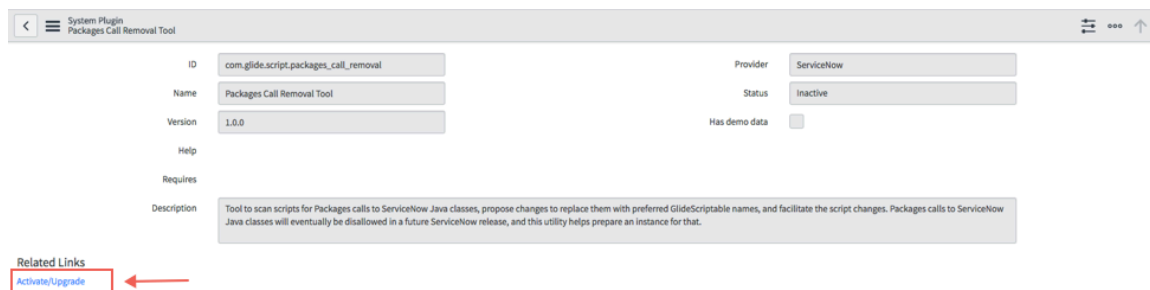 System Plugin
Packages Call Removal Tool
ID
com.glide.script.packages_call_removal
Provider
ServiceNow
Name
Packages Call Removal Tool
Status
Inactive
Version
1.0.0
Has demo data
Help
Requires
Description
Tool to scan scripts for Packages calls to ServiceNow Java classes, propose changes to replace them with preferred GlideScriptable names, and facilitate the script changes. Packages calls to ServiceNow
Java classes will eventually be disallowed in a future ServiceNow release, and this utility helps prepare an instance for that.
Related Links
Activate/Upgrade